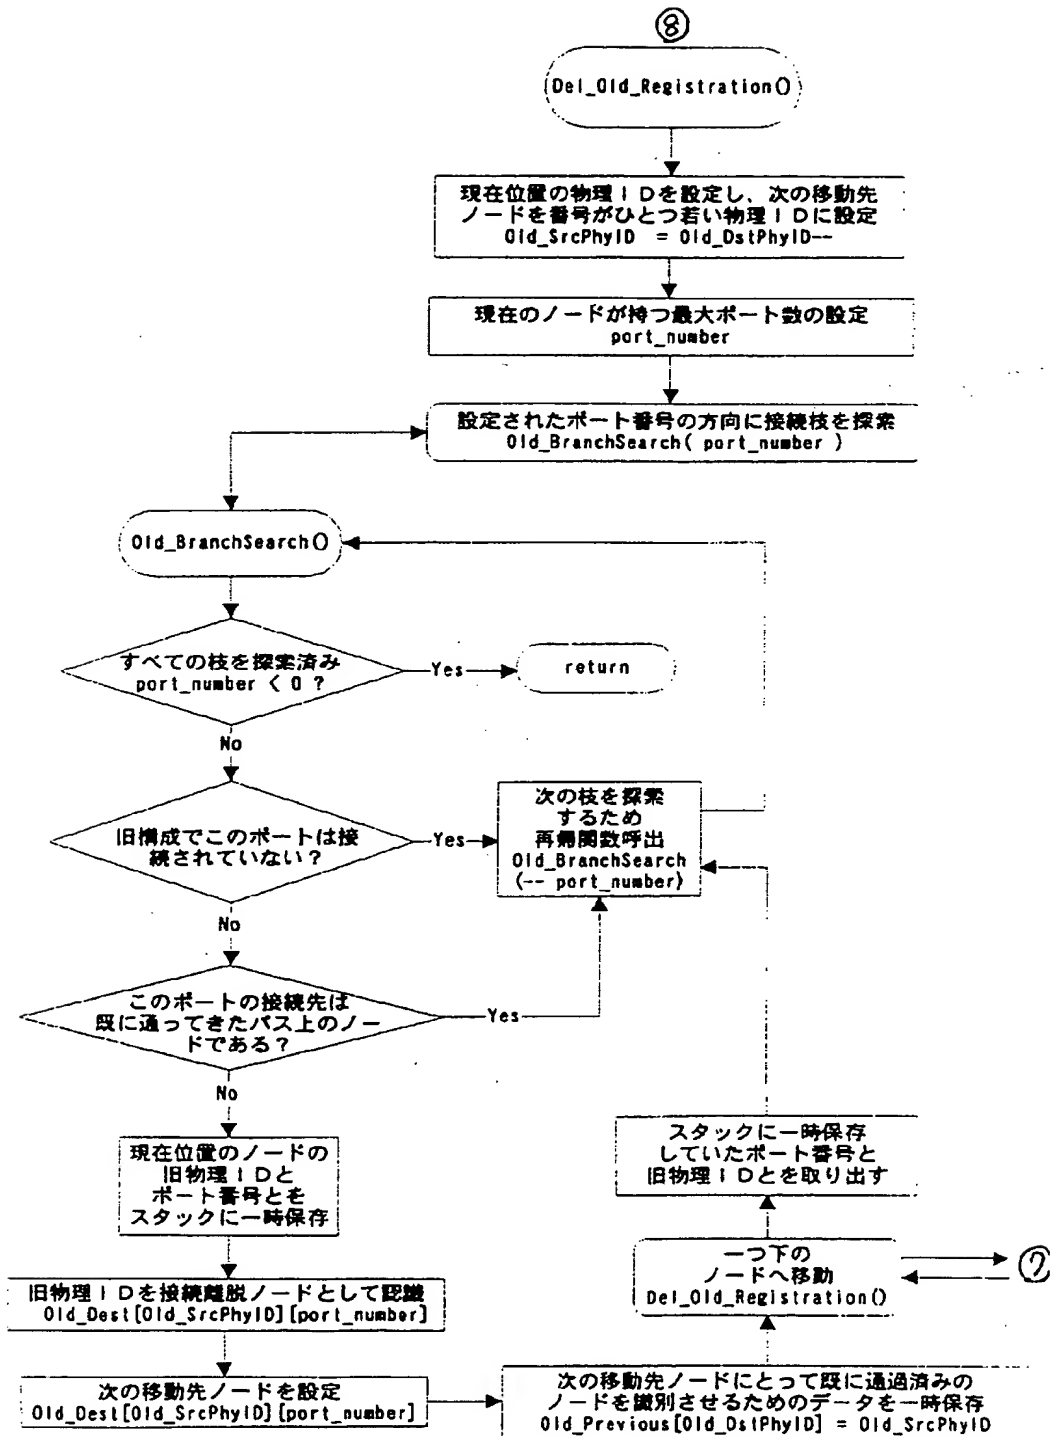 ⑧
Del_Old_Registration()
現在位置の物理IDを設定し、次の移動先
ノードを番号がひとつ若い物理IDに設定
Old_SrcPhyID = Old_DstPhyID--
現在のノードが持つ最大ポート数の設定
port_number
設定されたポート番号の方向に接続枝を探索
Old_BranchSearch( port_number )
Old_BranchSearch()
すべての枝を探索済み
port_number < 0 ?
Yes
return
No
旧構成でこのポートは接
続されていない?
Yes
次の枝を探索
するため
再帰関数呼出
Old_BranchSearch
(-- port_number)
No
このポートの接続先は
既に通ってきたパス上のノー
ドである?
Yes
No
現在位置のノードの
旧物理IDと
ポート番号とを
スタックに一時保存
スタックに一時保存
していたポート番号と
旧物理IDとを取り出す
一つ下の
ノードへ移動
Del_Old_Registration()
⑦
旧物理IDを接続離脱ノードとして認識
Old_Dest[Old_SrcPhyID][port_number]
次の移動先ノードを設定
Old_Dest[Old_SrcPhyID][port_number]
次の移動先ノードにとって既に通過済みの
ノードを識別させるためのデータを一時保存
Old_Previous[Old_DstPhyID] = Old_SrcPhyID